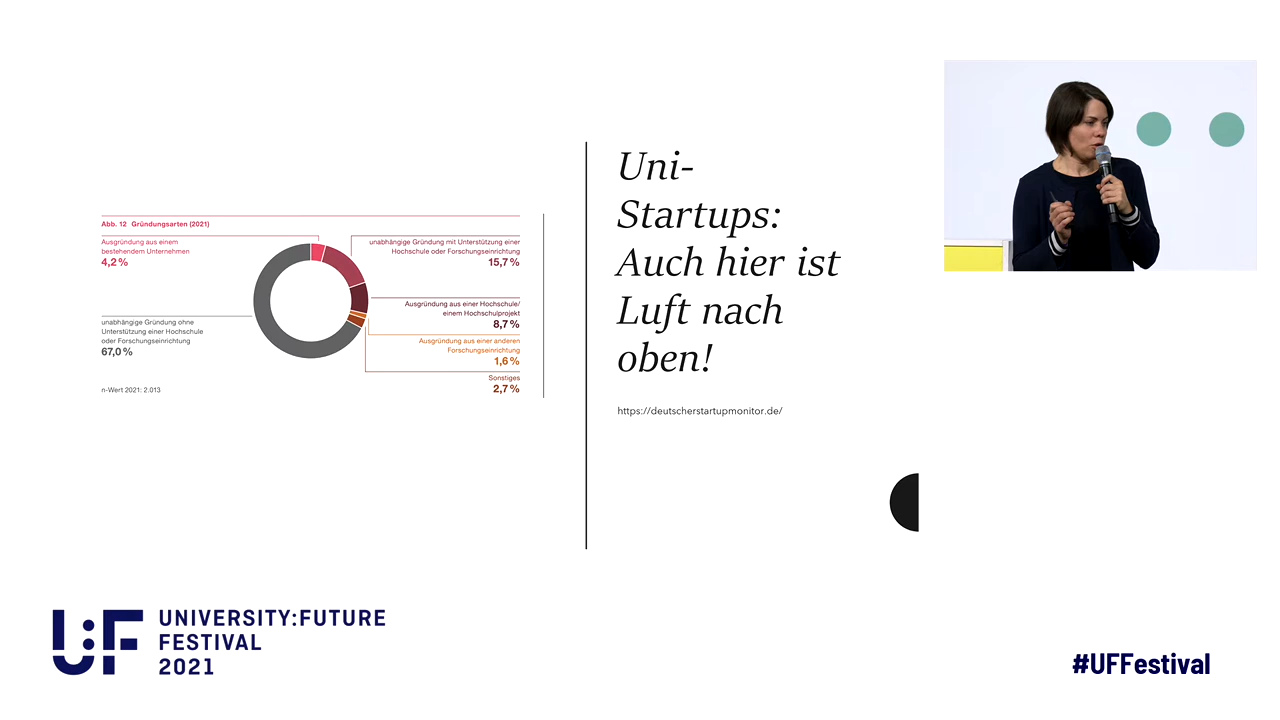 Abb. 12 Gründungsarten (2021)
Ausgründung aus einem
bestehendem Unternehmen
4,2 %
unabhängige Gründung ohne
Unterstützung einer Hochschule
oder Forschungseinrichtung
67,0 %
n-Wert 2021: 2.013
unabhängige Gründung mit Unterstützung einer
Hochschule oder Forschungseinrichtung
15,7 %
Ausgründung aus einer Hochschule/
einem Hochschulprojekt
8,7 %
Ausgründung aus einer anderen
Forschungseinrichtung
1,6 %
Sonstiges
2,7 %
Uni-
Startups:
Auch hier ist
Luft nach
oben!
https://deutscherstartupmonitor.de/
U:F
UNIVERSITY:FUTURE
FESTIVAL
2021
#UFFestival